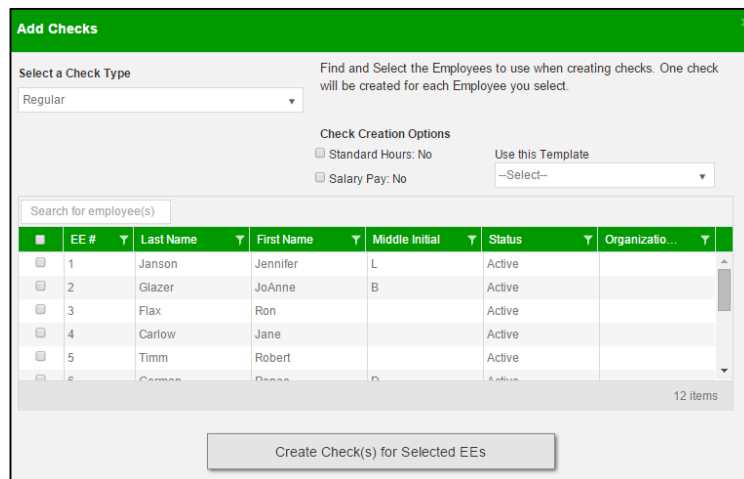 Add Checks
Select a Check Type
Regular
Find and Select the Employees to use when creating checks. One check
will be created for each Employee you select.
Check Creation Options
Standard Hours: No
Salary Pay: No
Use this Template
--Select--
Search for employee(s)
EE # Last Name First Name Middle Initial Status Organizatio...
1 Janson Jennifer L Active
2 Glazer JoAnne B Active
3 Flax Ron Active
4 Carlow Jane Active
5 Timm Robert Active
12 items
Create Check(s) for Selected EEs